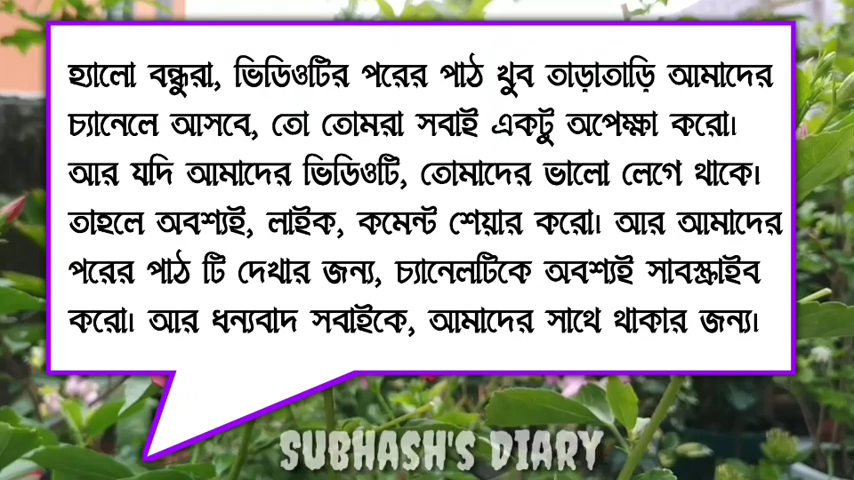 হ্যালো বন্ধুরা, ভিডিওটির পরের পাঠ খুব তাড়াতাড়ি আমাদের
চ্যানেলে আসবে, তো তোমরা সবাই একটু অপেক্ষা করো।
আর যদি আমাদের ভিডিওটি, তোমাদের ভালো লেগে থাকে।
তাহলে অবশ্যই, লাইক, কমেন্ট শেয়ার করো। আর আমাদের
পরের পাঠ টি দেখার জন্য, চ্যানেলটিকে অবশ্যই সাবস্ক্রাইব
করো। আর ধন্যবাদ সবাইকে, আমাদের সাথে থাকার জন্য।
SUBHASH'S DIARY